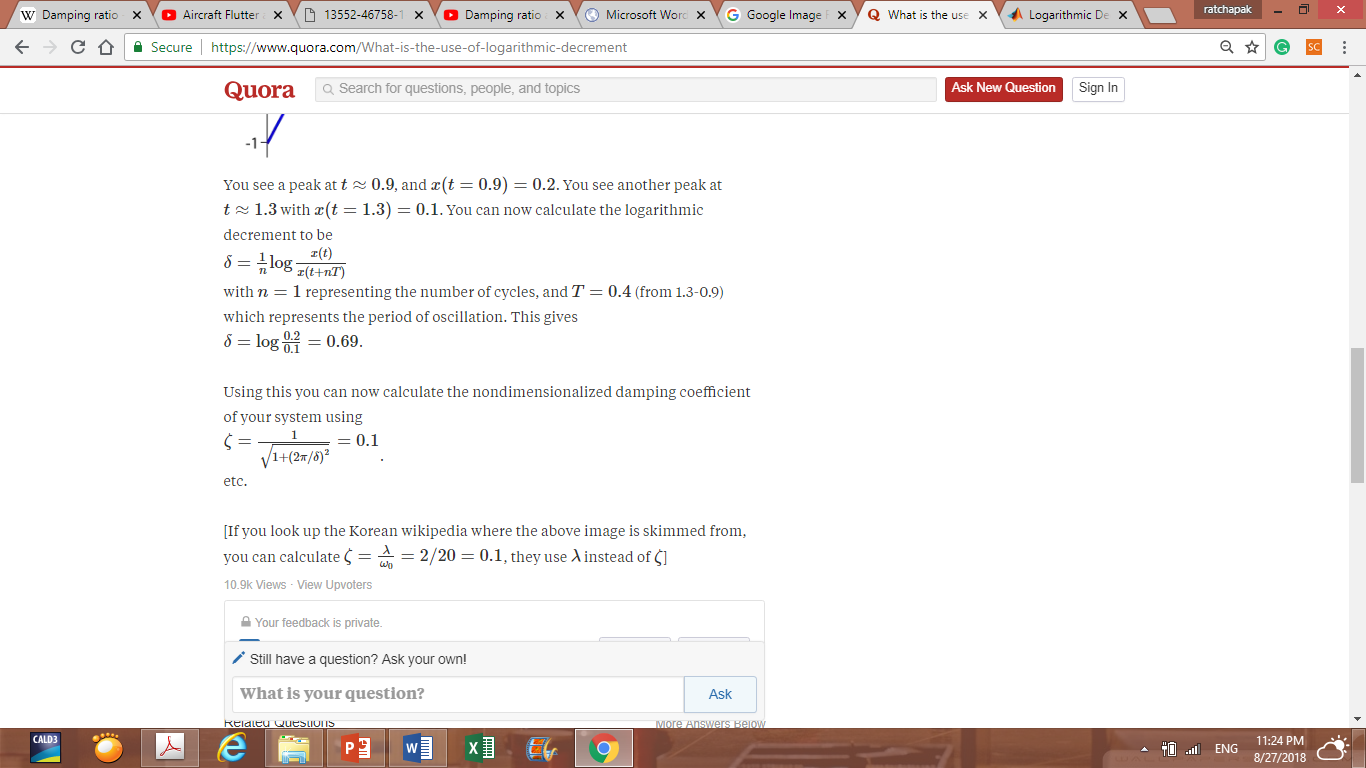 ratchapak
Damping ratio
Aircraft Flutter
13552-46758-1
Damping ratio
Microsoft Word
Google Image
What is the use
Logarithmic De
Secure https://www.quora.com/What-is-the-use-of-logarithmic-decrement
Quora Search for questions, people, and topics Ask New Question Sign In
-1
You see a peak at t ≈ 0.9, and x(t = 0.9) = 0.2. You see another peak at
t ≈ 1.3 with x(t = 1.3) = 0.1. You can now calculate the logarithmic
decrement to be
δ = 1/n log x(t)/x(t+nT)
with n = 1 representing the number of cycles, and T = 0.4 (from 1.3-0.9)
which represents the period of oscillation. This gives
δ = log 0.2/0.1 = 0.69.
Using this you can now calculate the nondimensionalized damping coefficient
of your system using
ζ = 1/√1+(2π/δ)² = 0.1.
etc.
[If you look up the Korean wikipedia where the above image is skimmed from,
you can calculate ζ = λ/ω₀ = 2/20 = 0.1, they use λ instead of ζ]
10.9k Views · View Upvoters
Your feedback is private.
Still have a question? Ask your own!
What is your question? Ask
Related Questions More Answers Below
CALD3
ENG
11:24 PM
8/27/2018